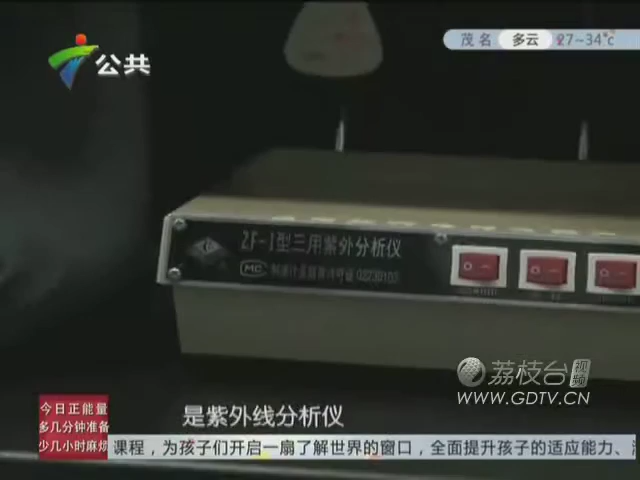 公共
茂名 多云 27~34℃
ZF-1型三用紫外分析仪
MC
荔枝台 视频
WWW.GDTV.CN
是紫外线分析仪
今日正能量
多几分钟准备
少几小时麻烦
课程，为孩子们开启一扇了解世界的窗口，全面提升孩子的适应能力、